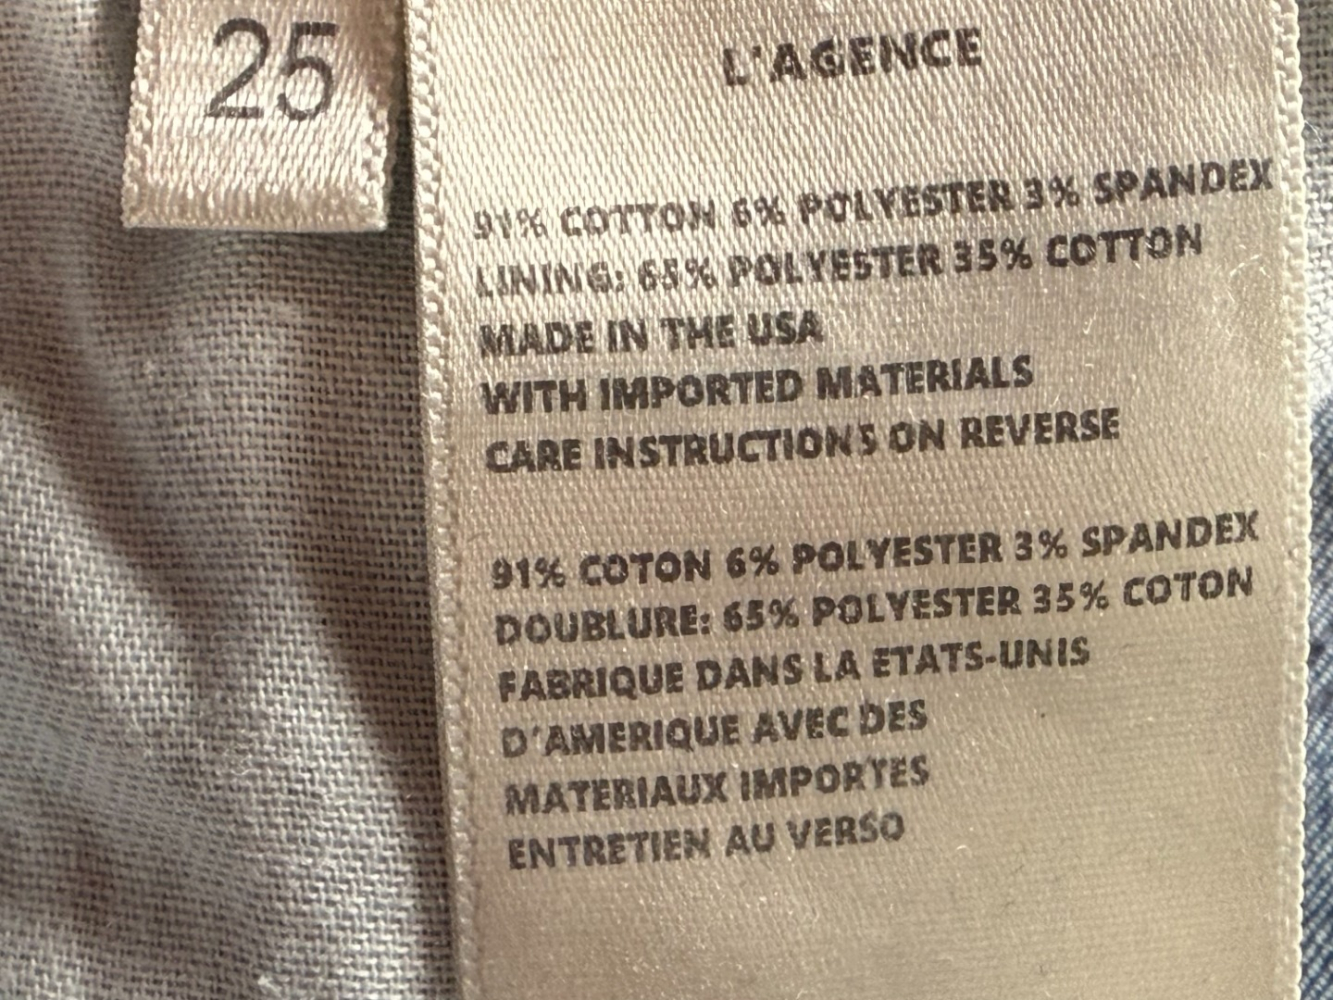 25
L'AGENCE
91% COTTON 6% POLYESTER 3% SPANDEX
LINING: 65% POLYESTER 35% COTTON
MADE IN THE USA
WITH IMPORTED MATERIALS
CARE INSTRUCTIONS ON REVERSE
91% COTON 6% POLYESTER 3% SPANDEX
DOUBLURE: 65% POLYESTER 35% COTON
FABRIQUE DANS LA ETATS-UNIS
D'AMERIQUE AVEC DES
MATERIAUX IMPORTES
ENTRETIEN AU VERSO